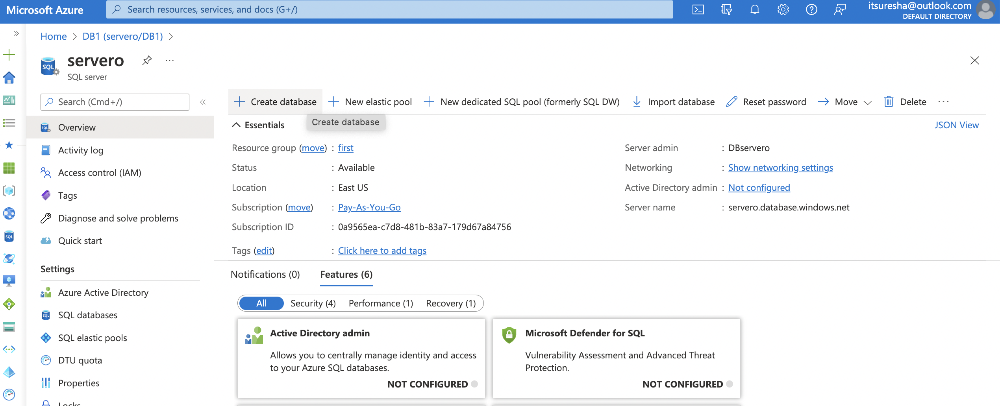 Microsoft Azure
Search resources, services, and docs (G+/)
itsuresha@outlook.com
DEFAULT DIRECTORY
Home > DB1 (servero/DB1) >
servero
SQL server
Search (Cmd+/)
Overview
Activity log
Access control (IAM)
Tags
Diagnose and solve problems
Quick start
Settings
Azure Active Directory
SQL databases
SQL elastic pools
DTU quota
Properties
Locks
Create database
New elastic pool
New dedicated SQL pool (formerly SQL DW)
Import database
Reset password
Move
Delete
Create database
Essentials
JSON View
Resource group (move) : first
Status : Available
Location : East US
Subscription (move) : Pay-As-You-Go
Subscription ID : 0a9565ea-c7d8-481b-83a7-179d67a84756
Tags (edit) : Click here to add tags
Server admin : DBservero
Networking : Show networking settings
Active Directory admin : Not configured
Server name : servero.database.windows.net
Notifications (0)
Features (6)
All
Security (4)
Performance (1)
Recovery (1)
Active Directory admin
Allows you to centrally manage identity and access
to your Azure SQL databases.
NOT CONFIGURED
Microsoft Defender for SQL
Vulnerability Assessment and Advanced Threat
Protection.
NOT CONFIGURED
SQL
SQL
SQL
SQL